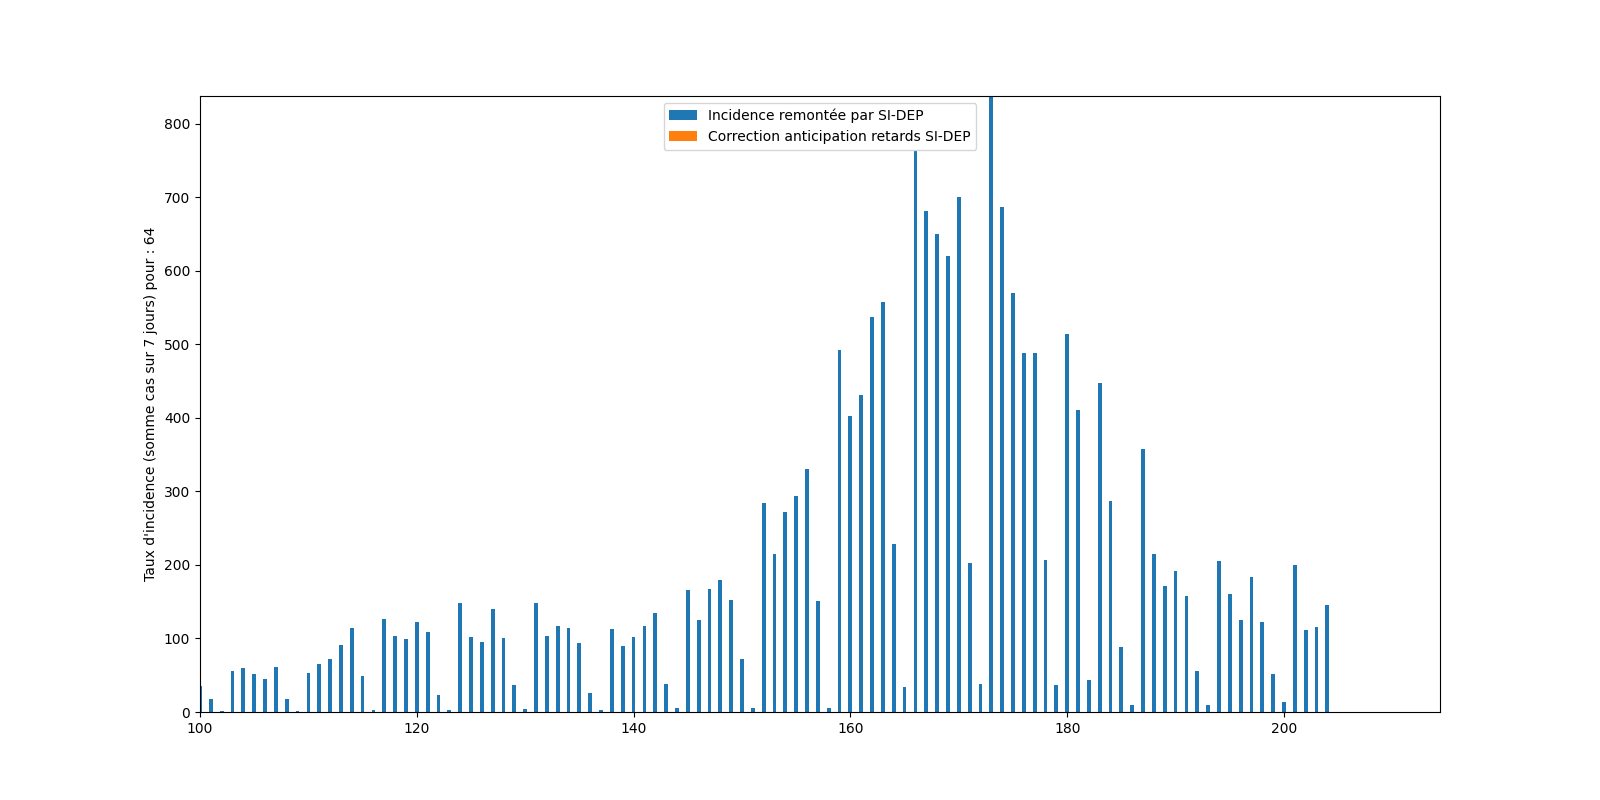 Incidence remontée par SI-DEP
Correction anticipation retards SI-DEP
Taux d'incidence (somme cas sur 7 jours) pour : 64
800
700
600
500
400
300
200
100
0
100 120 140 160 180 200